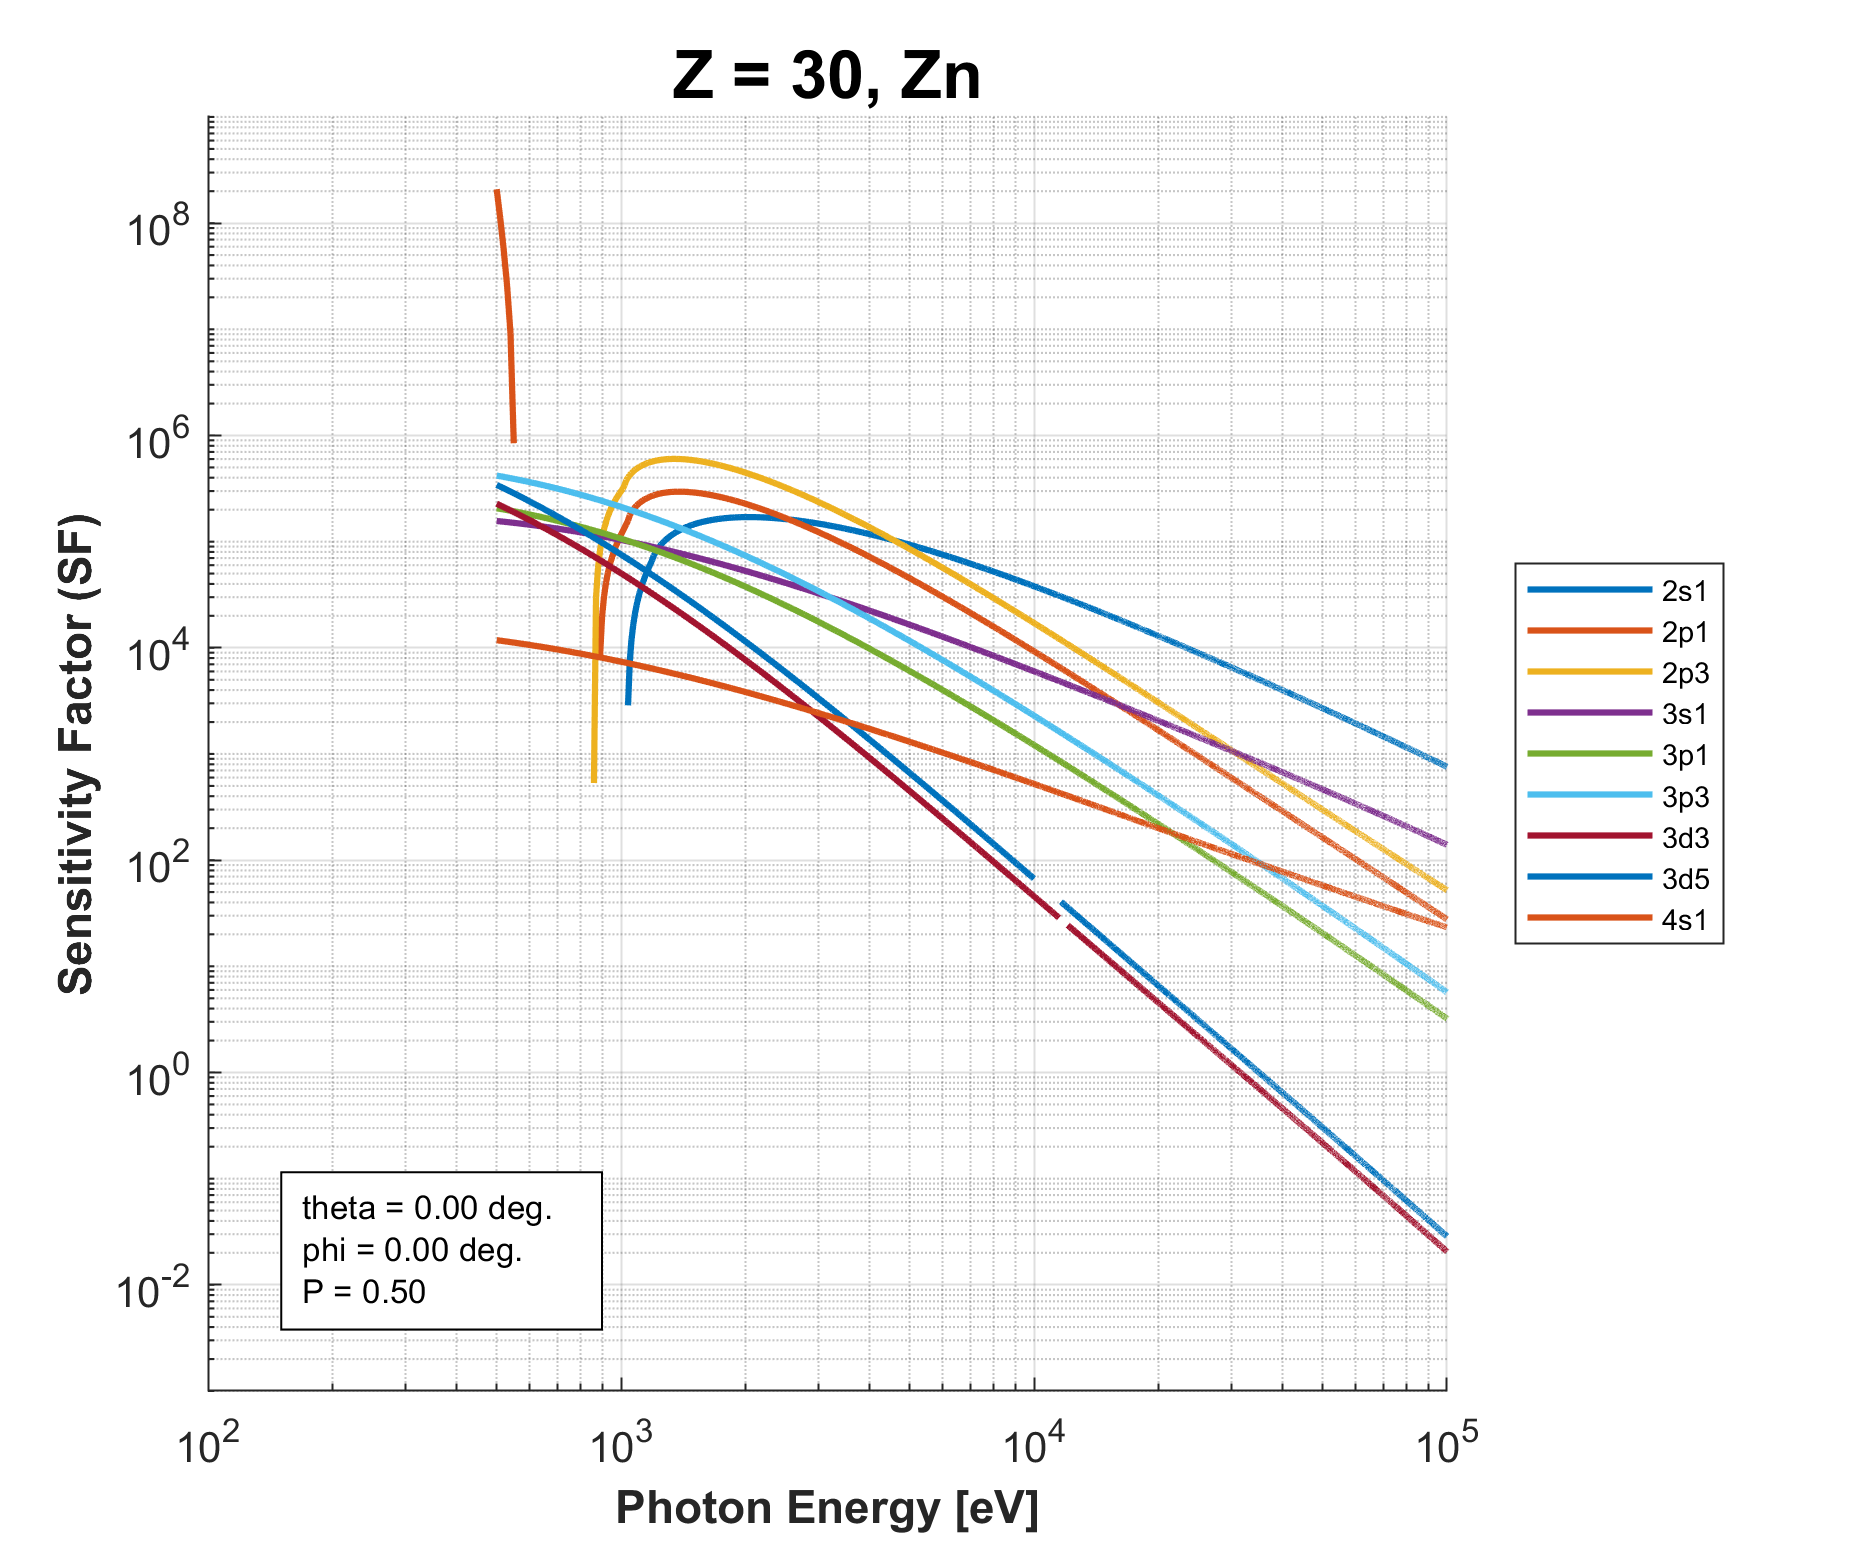 Z = 30, Zn
Sensitivity Factor (SF)
10^8
10^6
10^4
10^2
10^0
10^-2
10^2
10^3
10^4
10^5
Photon Energy [eV]
theta = 0.00 deg.
phi = 0.00 deg.
P = 0.50
2s1
2p1
2p3
3s1
3p1
3p3
3d3
3d5
4s1